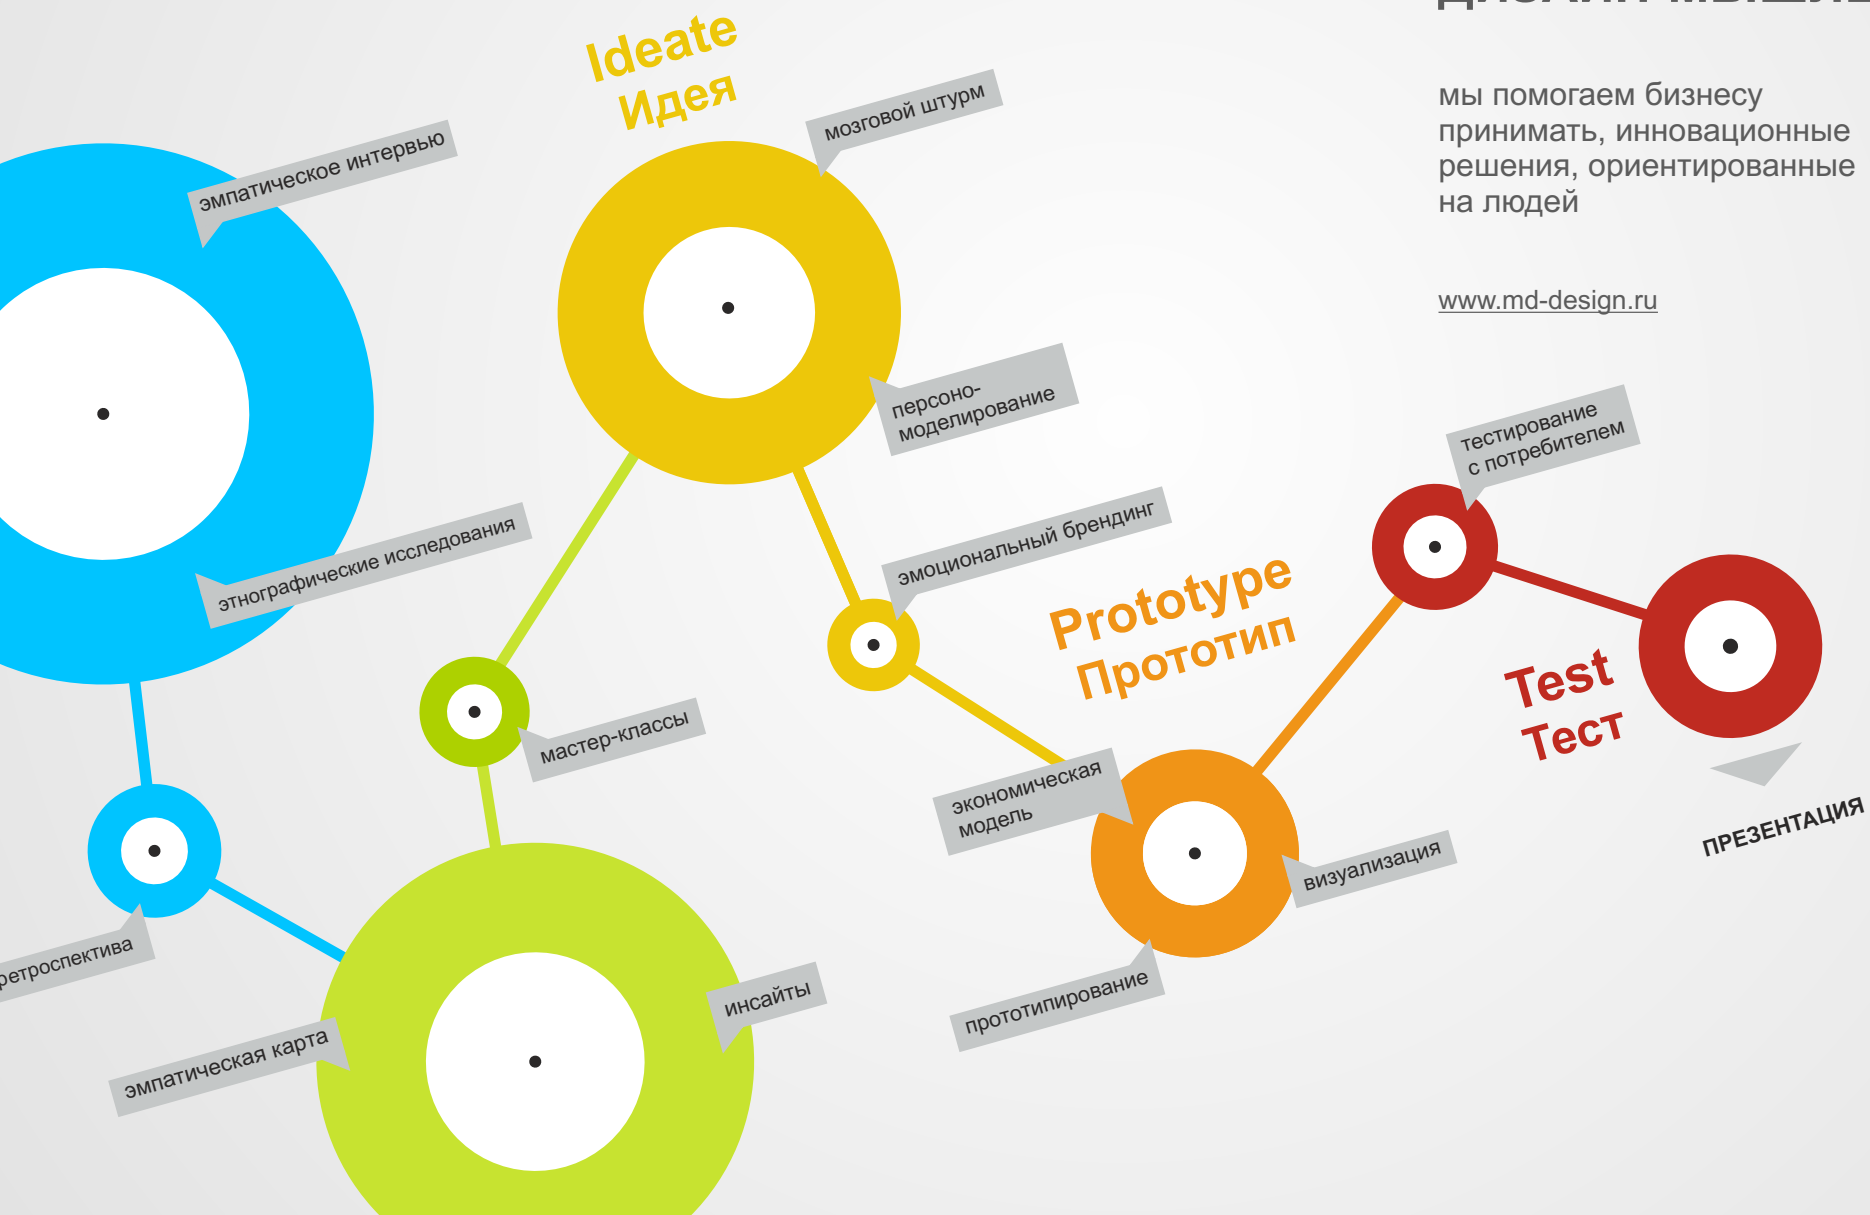 Ideate
Идея
мозговой штурм
эмпатическое интервью
мы помогаем бизнесу
принимать, инновационные
решения, ориентированные
на людей
www.md-design.ru
персоно-
моделирование
тестирование
с потребителем
этнографические исследования
эмоциональный брендинг
Prototype
Прототип
Test
Тест
мастер-классы
экономическая
модель
визуализация
ПРЕЗЕНТАЦИЯ
ретроспектива
инсайты
прототипирование
эмпатическая карта